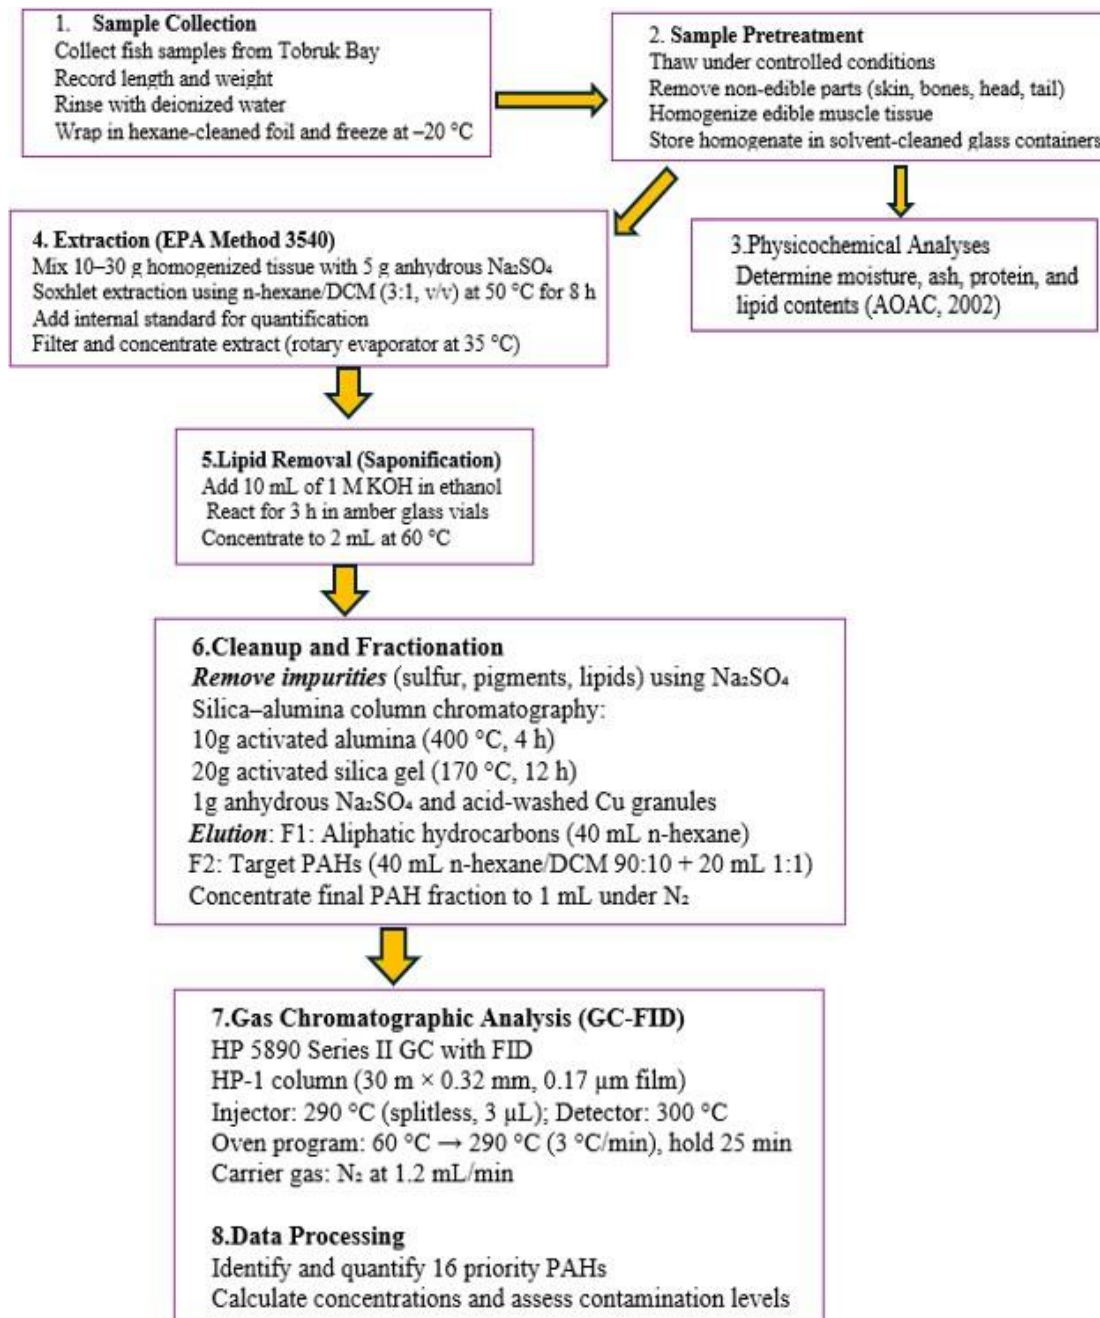 1. Sample Collection
Collect fish samples from Tobruk Bay
Record length and weight
Rinse with deionized water
Wrap in hexane-cleaned foil and freeze at –20 °C
2. Sample Pretreatment
Thaw under controlled conditions
Remove non-edible parts (skin, bones, head, tail)
Homogenize edible muscle tissue
Store homogenate in solvent-cleaned glass containers
3.Physicochemical Analyses
Determine moisture, ash, protein, and
lipid contents (AOAC, 2002)
4. Extraction (EPA Method 3540)
Mix 10–30 g homogenized tissue with 5 g anhydrous Na₂SO₄
Soxhlet extraction using n-hexane/DCM (3:1, v/v) at 50 °C for 8 h
Add internal standard for quantification
Filter and concentrate extract (rotary evaporator at 35 °C)
5.Lipid Removal (Saponification)
Add 10 mL of 1 M KOH in ethanol
React for 3 h in amber glass vials
Concentrate to 2 mL at 60 °C
6.Cleanup and Fractionation
Remove impurities (sulfur, pigments, lipids) using Na₂SO₄
Silica–alumina column chromatography:
10g activated alumina (400 °C, 4 h)
20g activated silica gel (170 °C, 12 h)
1g anhydrous Na₂SO₄ and acid-washed Cu granules
Elution: F1: Aliphatic hydrocarbons (40 mL n-hexane)
F2: Target PAHs (40 mL n-hexane/DCM 90:10 + 20 mL 1:1)
Concentrate final PAH fraction to 1 mL under N₂
7.Gas Chromatographic Analysis (GC-FID)
HP 5890 Series II GC with FID
HP-1 column (30 m × 0.32 mm, 0.17 µm film)
Injector: 290 °C (splitless, 3 µL); Detector: 300 °C
Oven program: 60 °C → 290 °C (3 °C/min), hold 25 min
Carrier gas: N₂ at 1.2 mL/min
8.Data Processing
Identify and quantify 16 priority PAHs
Calculate concentrations and assess contamination levels